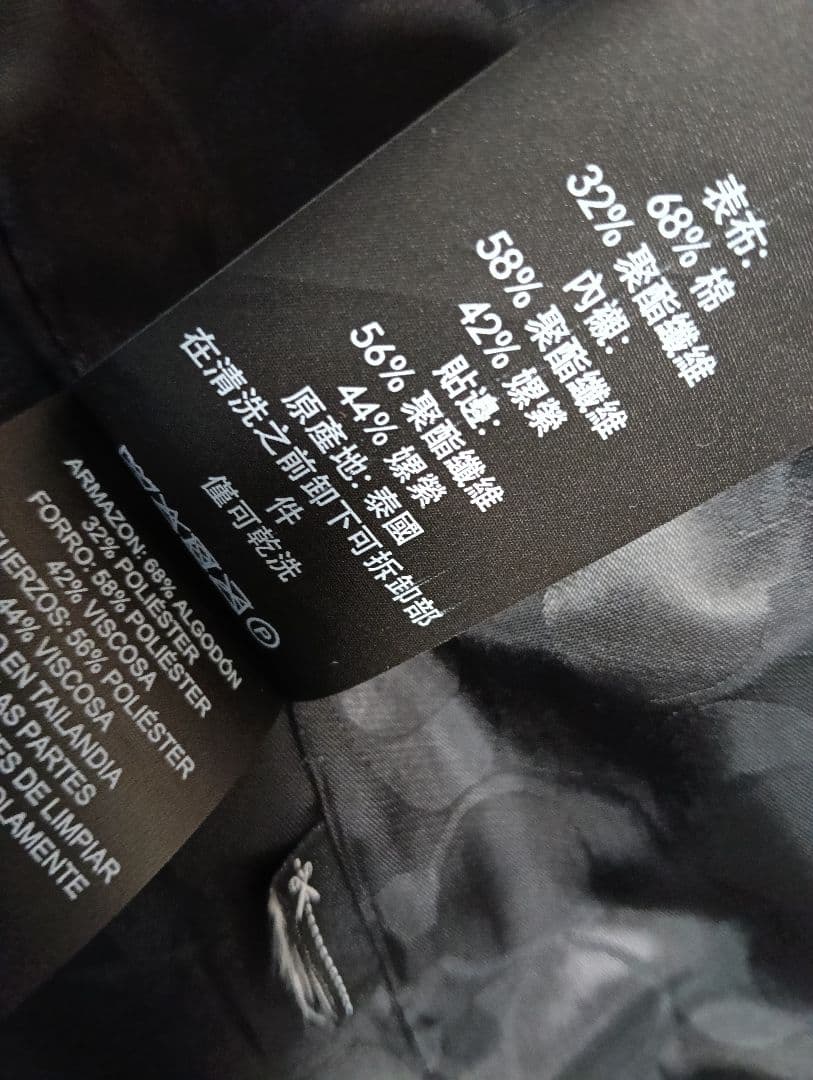 表布:
68% 棉
32% 聚酯纖維
內襯:
58% 聚酯纖維
42% 嫘縈
貼邊:
56% 聚酯纖維
44% 嫘縈
原產地: 泰國
在清洗之前卸下可拆卸部
件
僅可乾洗
P
ARMAZON: 68% ALGODÓN
32% POLIÉSTER
FORRO: 58% POLIÉSTER
42% VISCOSA
56% POLIÉSTER
44% VISCOSA
EN TAILANDIA
PARTES
DE LIMPIAR